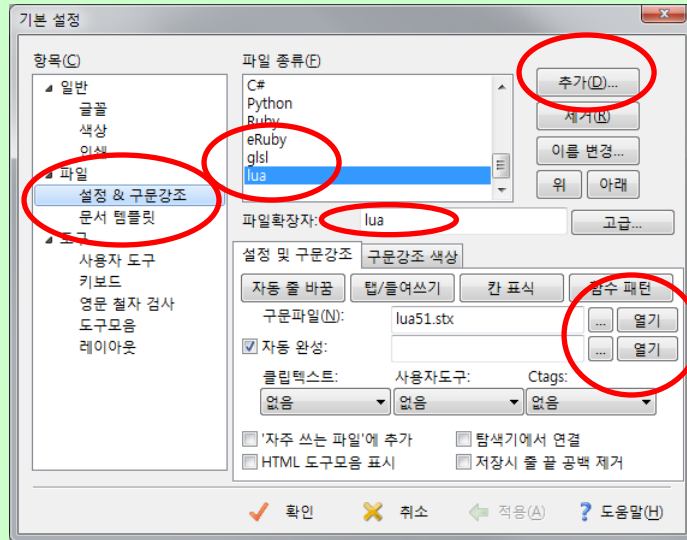 기본 설정
항목(C)
일반
글꼴
색상
인쇄
파일
설정 & 구문강조
문서 템플릿
도구
사용자 도구
키보드
영문 철자 검사
도구모음
레이아웃
파일 종류(F)
C#
Python
Ruby
eRuby
glsl
lua
추가(D)...
제거(R)
이름 변경...
위 아래
파일확장자: lua 고급...
설정 및 구문강조 구문강조 색상
자동 줄 바꿈 탭/들여쓰기 칸 표식 함수 패턴
구문파일(N): lua51.stx ... 열기
자동 완성: ... 열기
클립텍스트: 사용자도구: Ctags:
없음 없음 없음
'자주 쓰는 파일'에 추가 탐색기에서 연결
HTML 도구모음 표시 저장시 줄 끝 공백 제거
확인 취소 적용(A) 도움말(H)